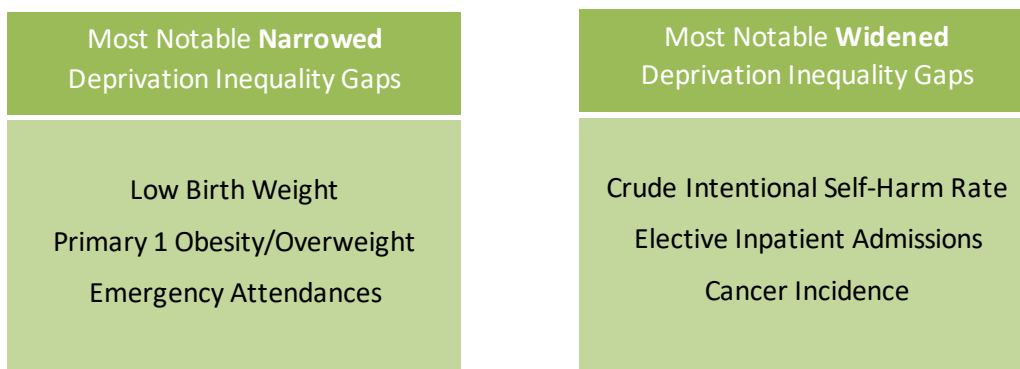 Most Notable Narrowed
Deprivation Inequality Gaps
Low Birth Weight
Primary 1 Obesity/Overweight
Emergency Attendances
Most Notable Widened
Deprivation Inequality Gaps
Crude Intentional Self-Harm Rate
Elective Inpatient Admissions
Cancer Incidence